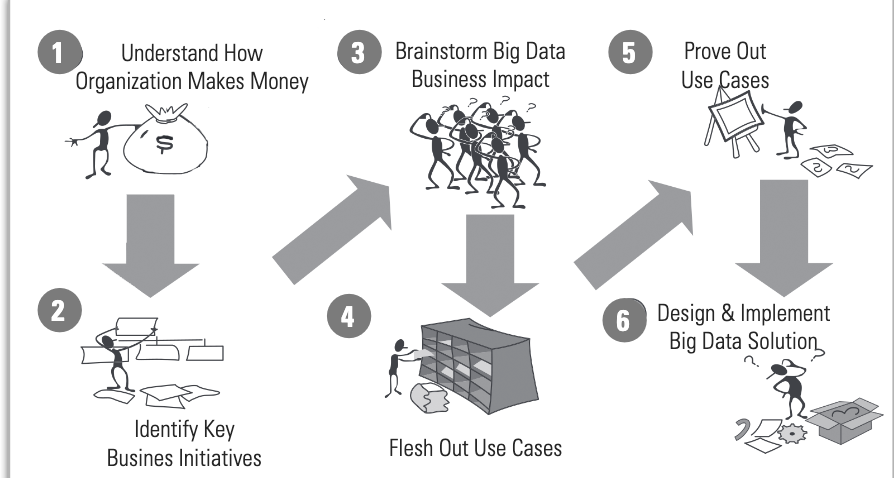 1
Understand How
Organization Makes Money
$
2
Identify Key
Busines Initiatives
3
Brainstorm Big Data
Business Impact
? ? ? ?
4
Flesh Out Use Cases
5
Prove Out
Use Cases
6
Design & Implement
Big Data Solution
? ?